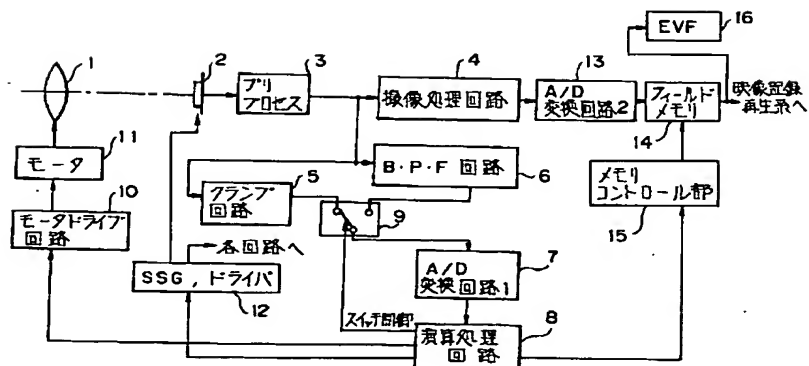 16
EVF
1
2
3
プリ
プロセス
4
撮像処理回路
13
A/D
変換回路2
フィールド
メモリ
映像記録
再生系へ
14
11
モータ
5
クランプ
回路
B・P・F 回路
6
メモリ
コントロール部
15
10
モータドライブ
回路
9
各回路へ
SSG,ドライバ
12
A/D
変換回路1
7
スイッチ制御
演算処理
回路
8